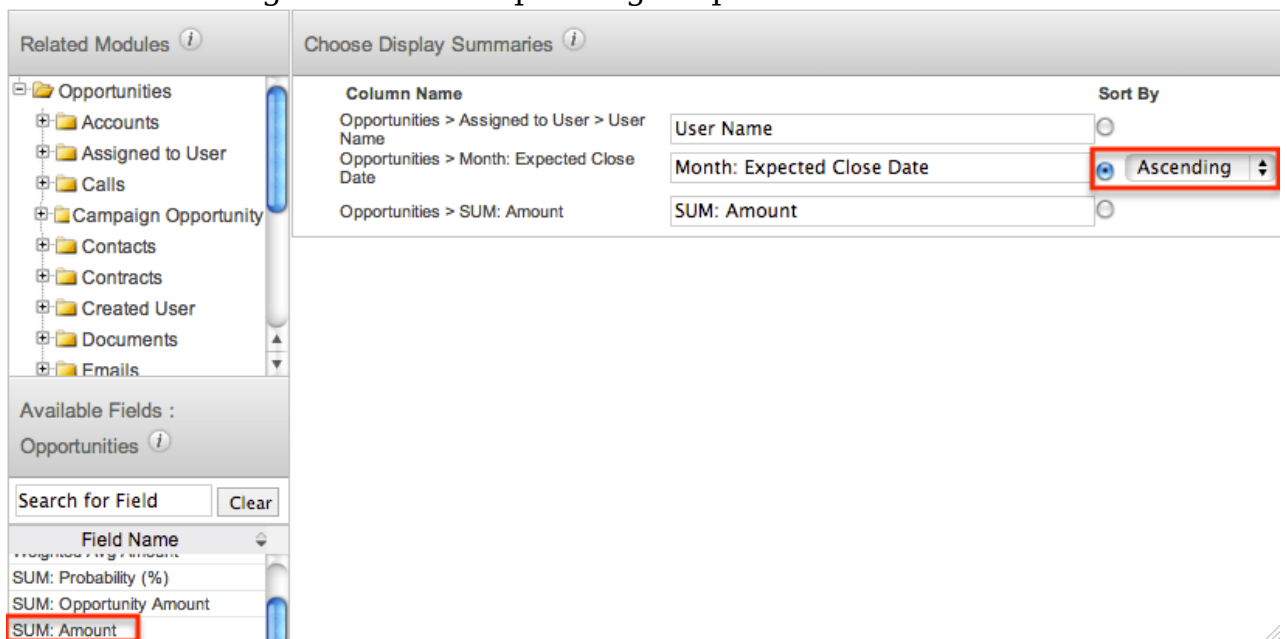 Related Modules i
Opportunities
Accounts
Assigned to User
Calls
Campaign Opportunity
Contacts
Contracts
Created User
Documents
Emails
Available Fields :
Opportunities i
Search for Field Clear
Field Name
Weighted Avg Amount
SUM: Probability (%)
SUM: Opportunity Amount
SUM: Amount
Choose Display Summaries i
Column Name Sort By
Opportunities > Assigned to User > User
Name
User Name
Opportunities > Month: Expected Close
Date
Month: Expected Close Date
Ascending
Opportunities > SUM: Amount
SUM: Amount